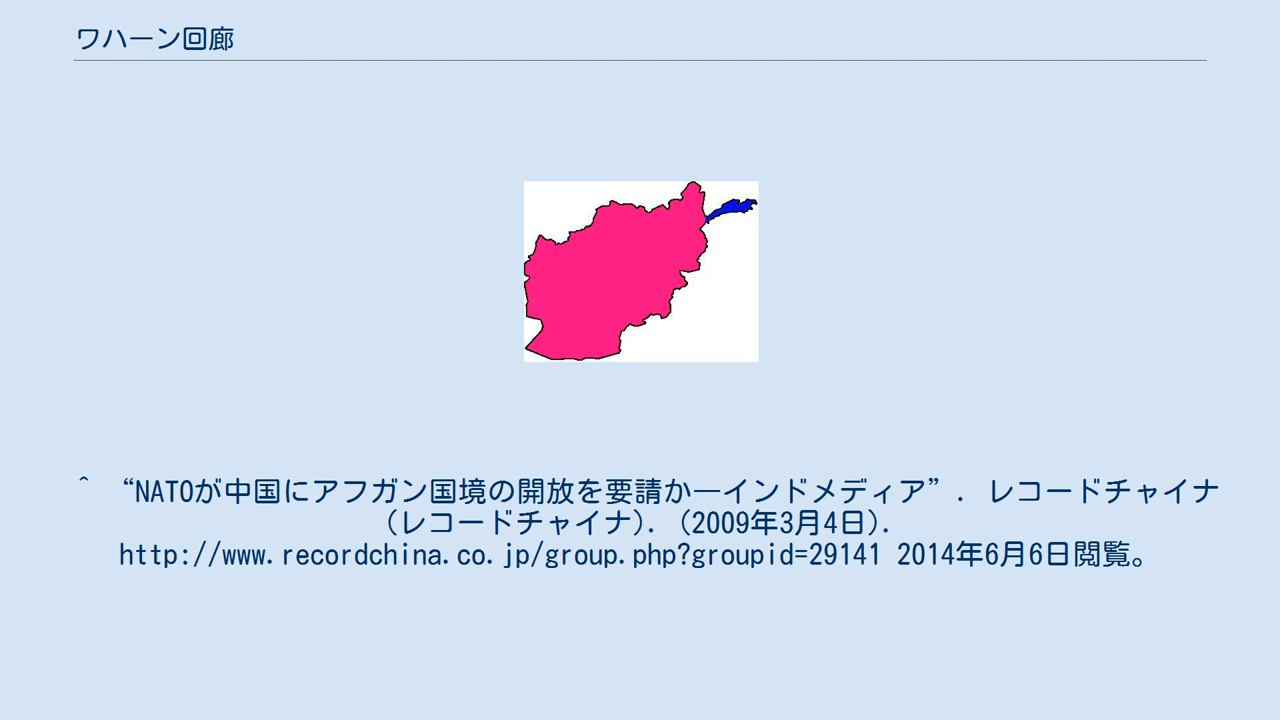 ワハーン回廊
^ “NATOが中国にアフガン国境の開放を要請か―インドメディア”. レコードチャイナ
(レコードチャイナ). (2009年3月4日).
http://www.recordchina.co.jp/group.php?groupid=29141 2014年6月6日閲覧。